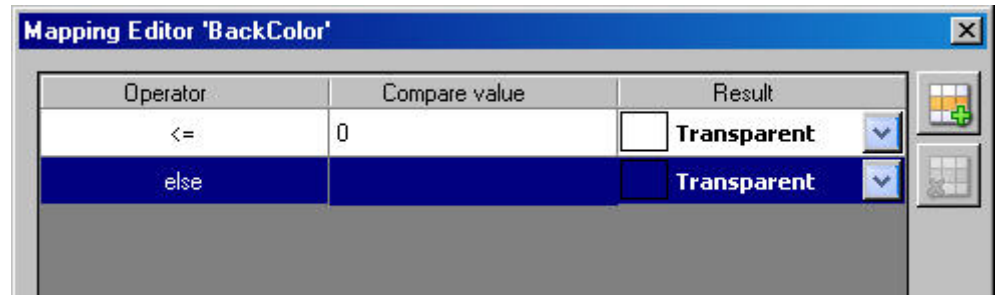 Mapping Editor 'BackColor'
Operator Compare value Result
<= 0 Transparent
else Transparent